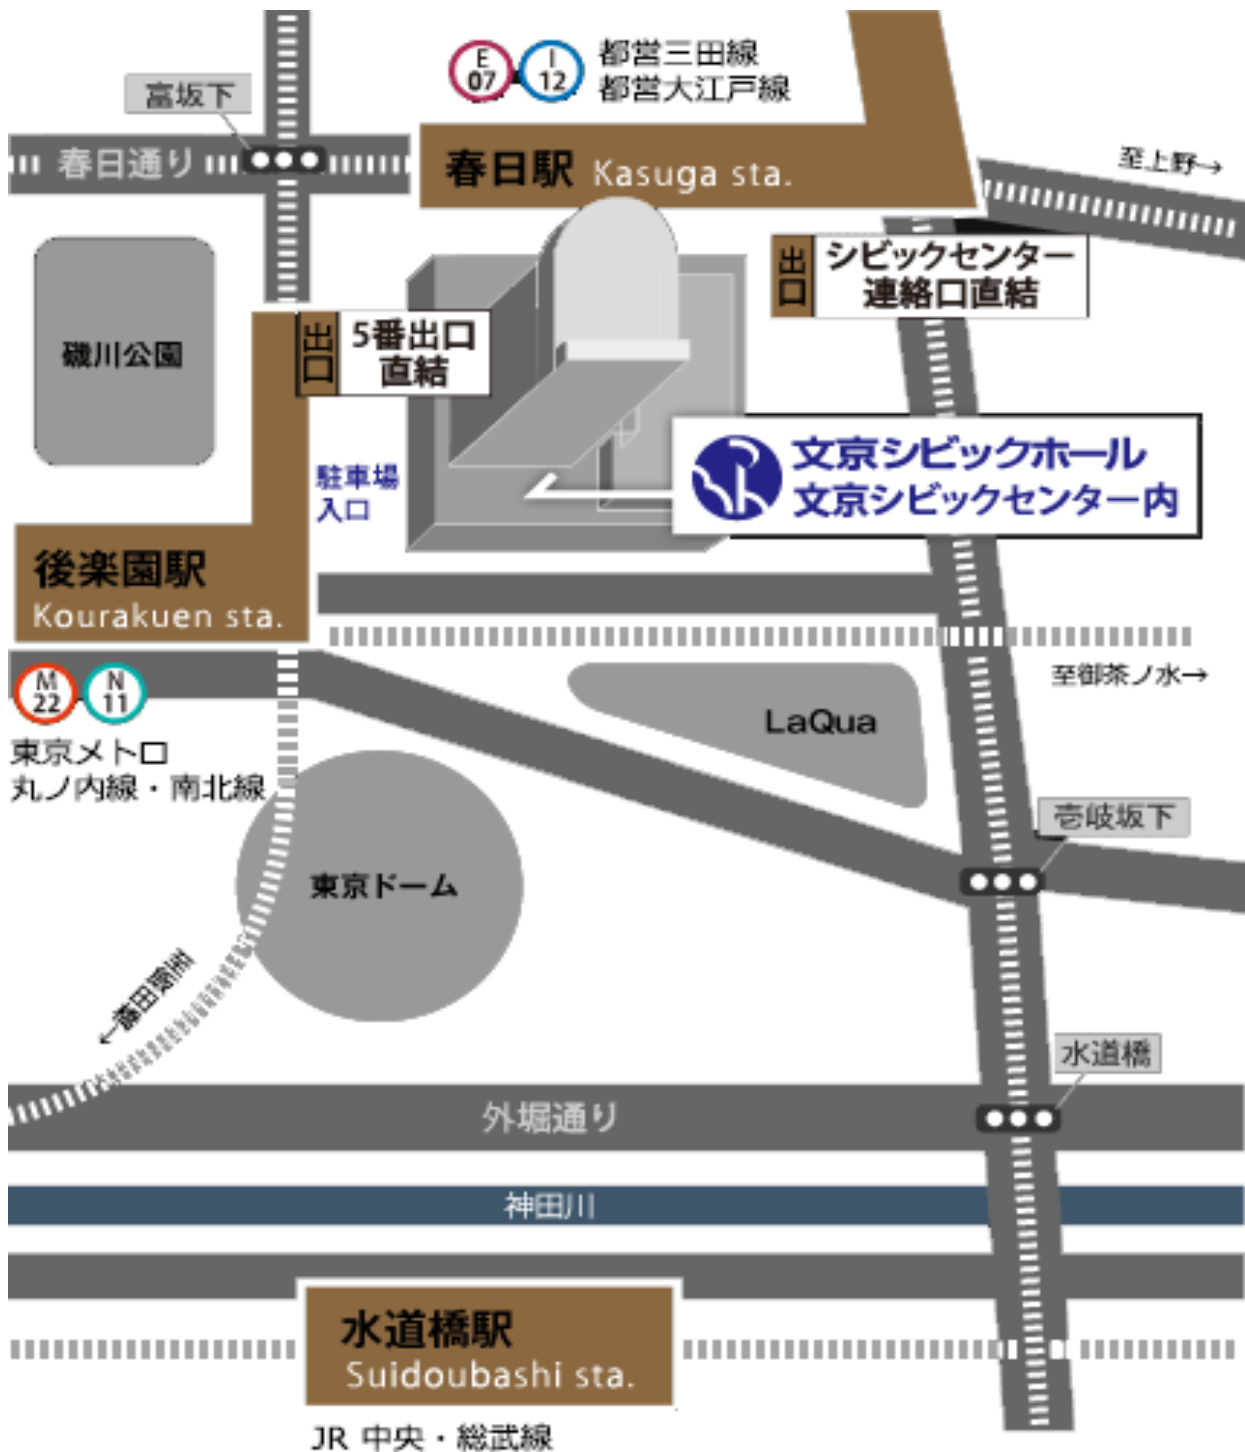 E
07
I
12
都営三田線
都営大江戸線
富坂下
春日通り
春日駅 Kasuga sta.
至上野→
出口
シビックセンター
連絡口直結
出口
5番出口
直結
礒川公園
駐車場
入口
文京シビックホール
文京シビックセンター内
後楽園駅
Kourakuen sta.
M
22
N
11
東京メトロ
丸ノ内線・南北線
至御茶ノ水→
LaQua
壱岐坂下
東京ドーム
至飯田橋→
水道橋
外堀通り
神田川
水道橋駅
Suidoubashi sta.
JR 中央・総武線